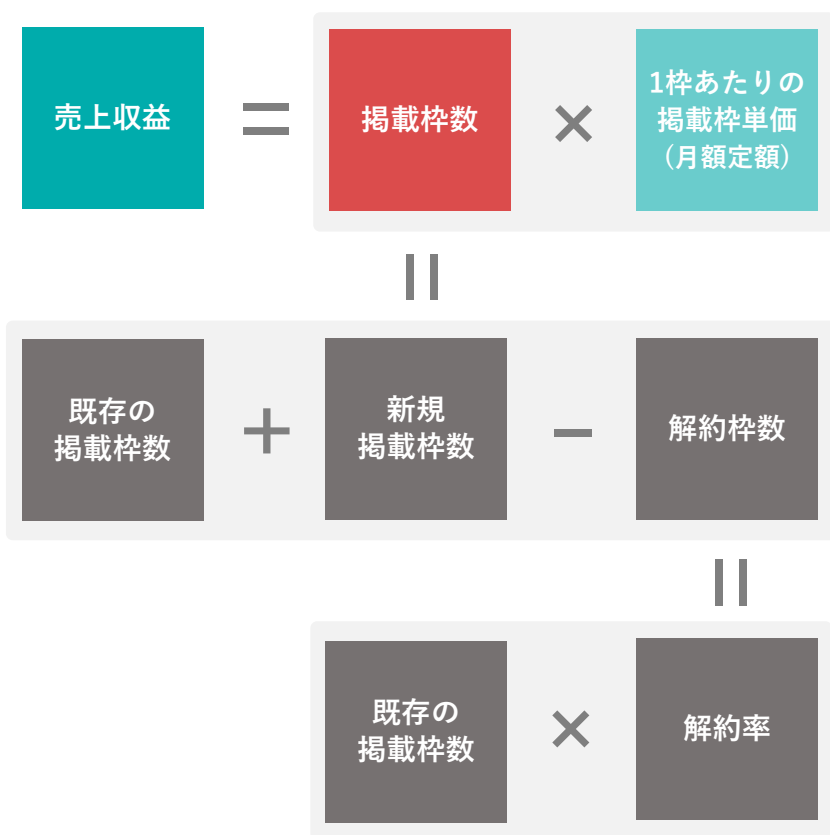 売上収益
=
掲載枠数
×
1枠あたりの
掲載枠単価
(月額定額)
=
既存の
掲載枠数
+
新規
掲載枠数
−
解約枠数
=
既存の
掲載枠数
×
解約率